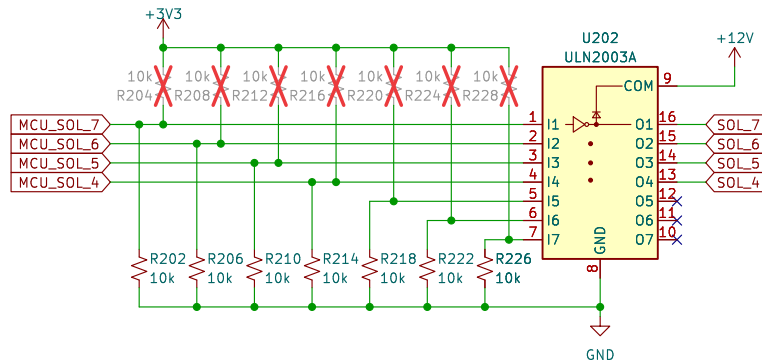 +3V3
U202
ULN2003A
+12V
10k 10k 10k 10k 10k 10k 10k
R204 R208 R212 R216 R220 R224 R228
COM 9
MCU_SOL_7 1 I1 O1 16 SOL_7
MCU_SOL_6 2 I2 O2 15 SOL_6
MCU_SOL_5 3 I3 O3 14 SOL_5
MCU_SOL_4 4 I4 O4 13 SOL_4
5 I5 O5 12
6 I6 O6 11
7 I7 O7 10
GND
8
R202 R206 R210 R214 R218 R222 R226
10k 10k 10k 10k 10k 10k 10k
GND